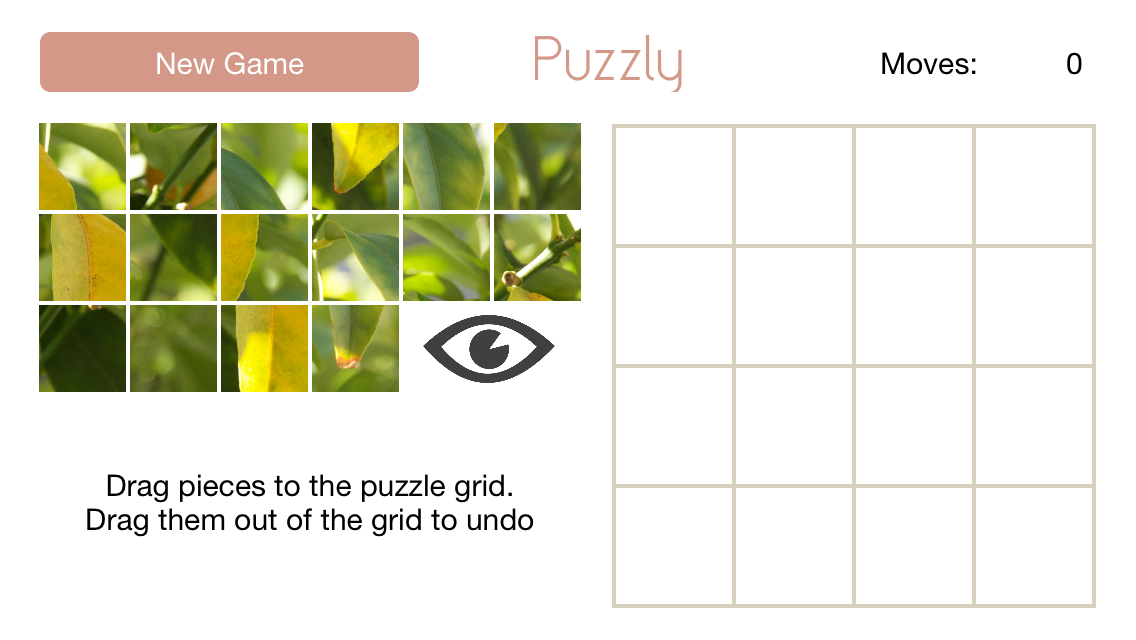 New Game
Puzzly
Moves: 0
Drag pieces to the puzzle grid.
Drag them out of the grid to undo